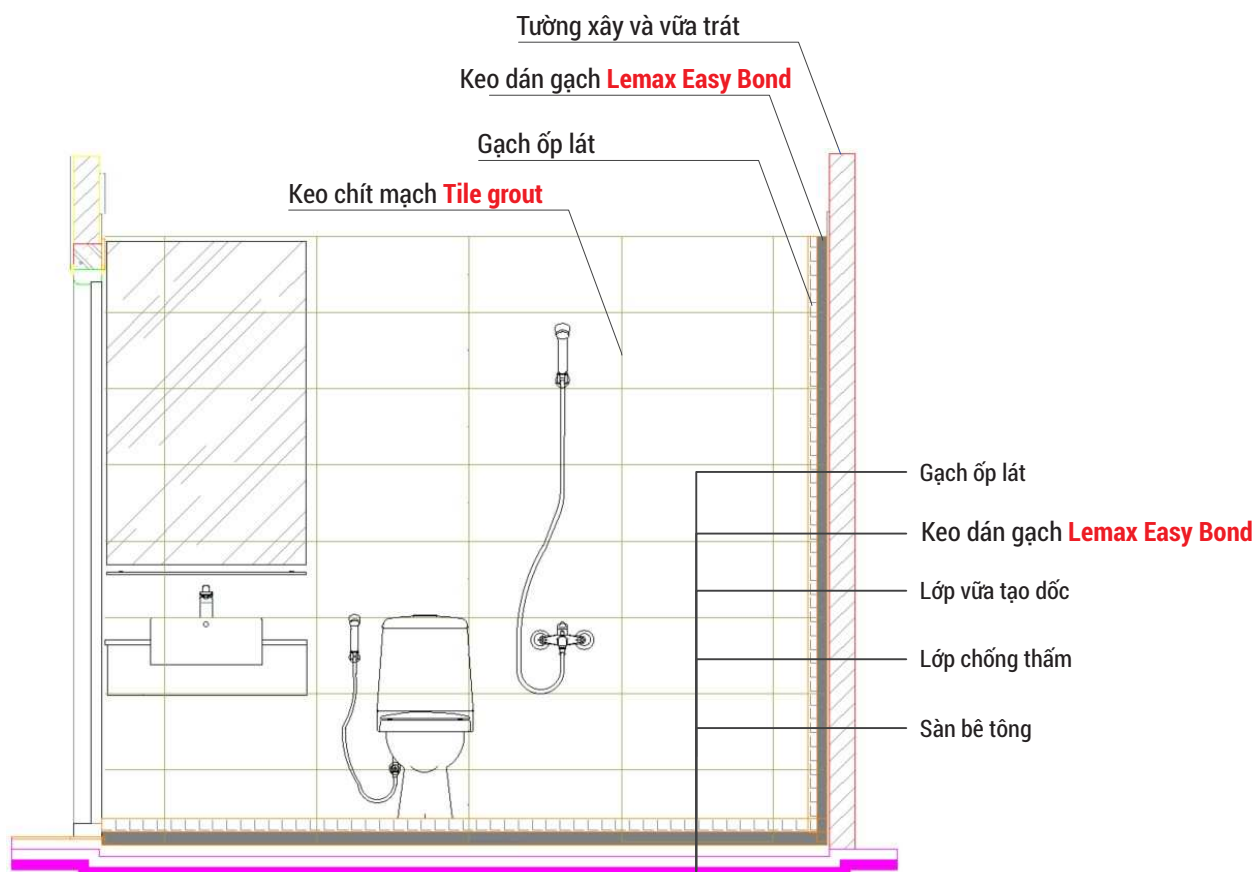 Tường xây và vữa trát
Keo dán gạch Lemax Easy Bond
Gạch ốp lát
Keo chít mạch Tile grout
Gạch ốp lát
Keo dán gạch Lemax Easy Bond
Lớp vữa tạo dốc
Lớp chống thấm
Sàn bê tông